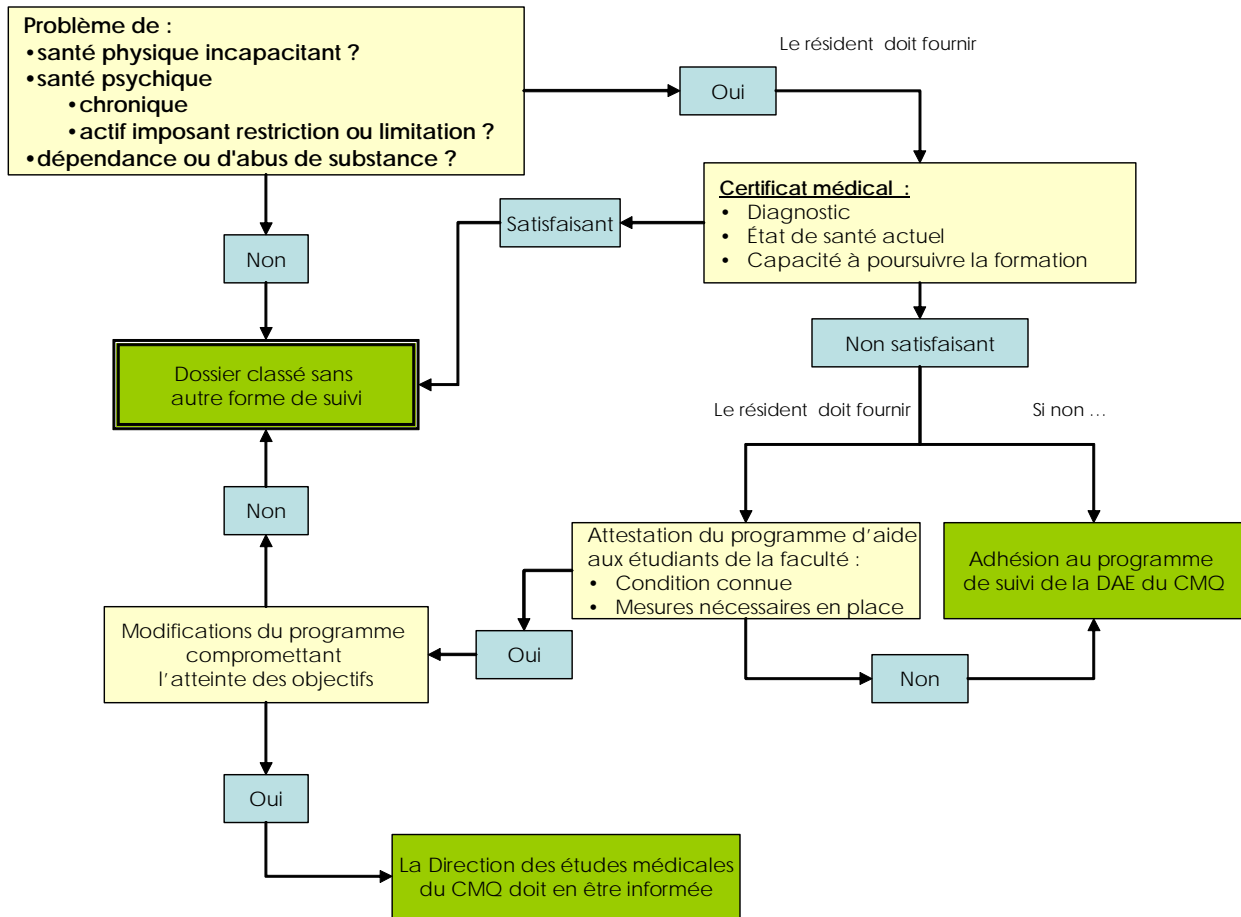 Problème de :
•santé physique incapacitant ?
•santé psychique
•chronique
•actif imposant restriction ou limitation ?
•dépendance ou d'abus de substance ?
Le résident doit fournir
Oui
Certificat médical :
• Diagnostic
• État de santé actuel
• Capacité à poursuivre la formation
Satisfaisant
Non
Non satisfaisant
Dossier classé sans
autre forme de suivi
Le résident doit fournir
Si non …
Non
Attestation du programme d'aide
aux étudiants de la faculté :
• Condition connue
• Mesures nécessaires en place
Adhésion au programme
de suivi de la DAE du CMQ
Modifications du programme
compromettant
l'atteinte des objectifs
Oui
Non
Oui
La Direction des études médicales
du CMQ doit en être informée